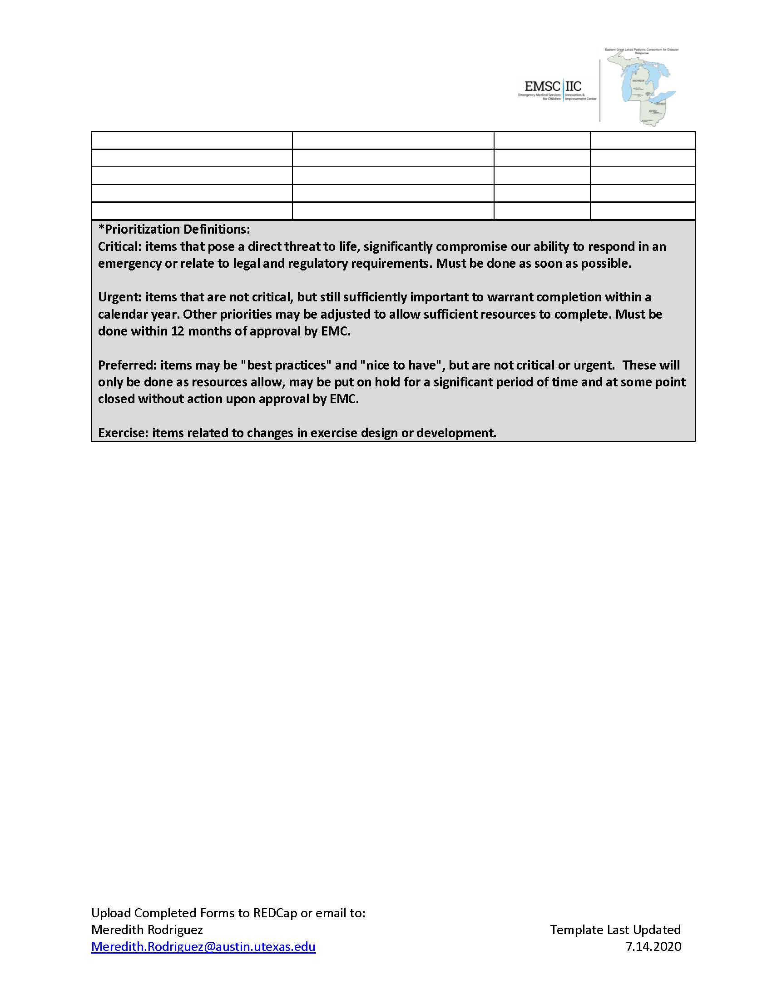 Eastern Great Lakes Pediatric Consortium for Disaster
Response
EMSC IIC
Emergency Medical Services Innovation &
for Children Improvement Center
MICHIGAN
OHIO
*Prioritization Definitions:
Critical: items that pose a direct threat to life, significantly compromise our ability to respond in an
emergency or relate to legal and regulatory requirements. Must be done as soon as possible.
Urgent: items that are not critical, but still sufficiently important to warrant completion within a
calendar year. Other priorities may be adjusted to allow sufficient resources to complete. Must be
done within 12 months of approval by EMC.
Preferred: items may be "best practices" and "nice to have", but are not critical or urgent.  These will
only be done as resources allow, may be put on hold for a significant period of time and at some point
closed without action upon approval by EMC.
Exercise: items related to changes in exercise design or development.
Upload Completed Forms to REDCap or email to:
Meredith Rodriguez Template Last Updated
Meredith.Rodriguez@austin.utexas.edu 7.14.2020